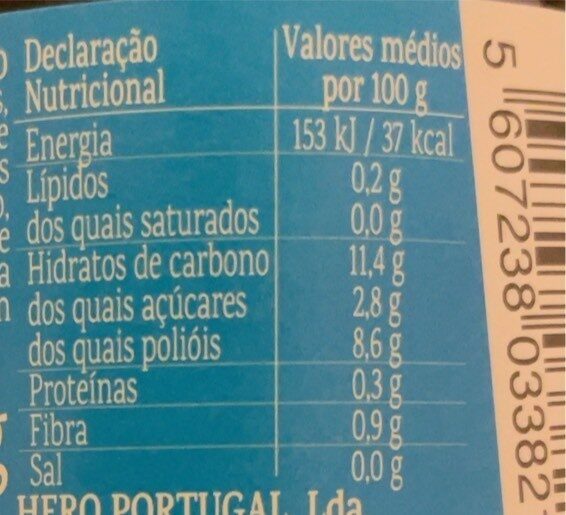 Declaração Valores médios
Nutricional por 100 g
Energia 153 kJ / 37 kcal
Lípidos 0,2 g
dos quais saturados 0,0 g
Hidratos de carbono 11,4 g
dos quais açúcares 2,8 g
dos quais polióis 8,6 g
Proteínas 0,3 g
Fibra 0,9 g
Sal 0,0 g
HERO PORTUGAL, Lda
5 607238 03382